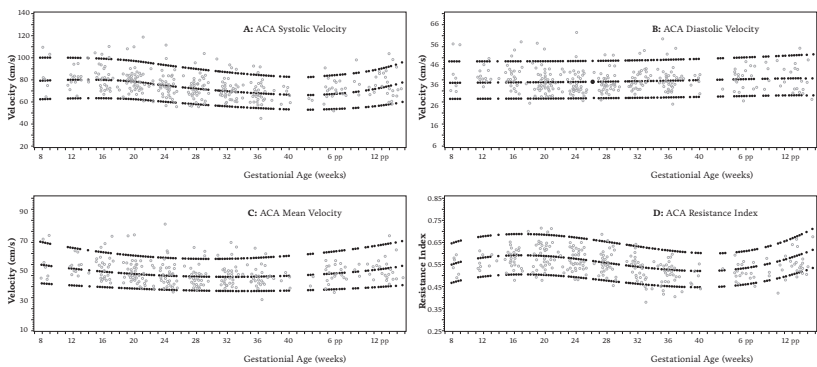 A: ACA Systolic Velocity
Velocity (cm/s)
140
120
100
80
60
40
20
8 12 16 20 24 28 32 36 40 6 pp 12 pp
Gestational Age (weeks)
B: ACA Diastolic Velocity
Velocity (cm/s)
66
56
46
36
26
16
6
8 12 16 20 24 28 32 36 40 6 pp 12 pp
Gestational Age (weeks)
C: ACA Mean Velocity
Velocity (cm/s)
90
70
50
30
10
8 12 16 20 24 28 32 36 40 6 pp 12 pp
Gestational Age (weeks)
D: ACA Resistance Index
Resistance Index
0.85
0.75
0.65
0.55
0.45
0.35
0.25
8 12 16 20 24 28 32 36 40 6 pp 12 pp
Gestational Age (weeks)